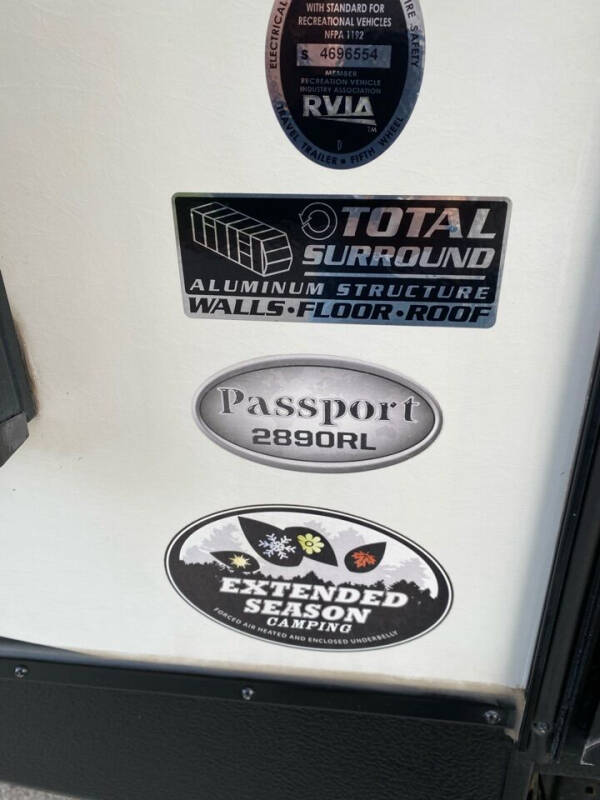 ELECTRICAL
FIRE SAFETY
WITH STANDARD FOR
RECREATIONAL VEHICLES
NFPA 1192
S 4696554
MEMBER
RECREATION VEHICLE
INDUSTRY ASSOCIATION
RVIA
TM
D
TRAVEL TRAILER • FIFTH WHEEL
TOTAL
SURROUND
ALUMINUM STRUCTURE
WALLS·FLOOR·ROOF
Passport
2890RL
EXTENDED
SEASON
CAMPING
FORCED AIR HEATED AND ENCLOSED UNDERBELLY